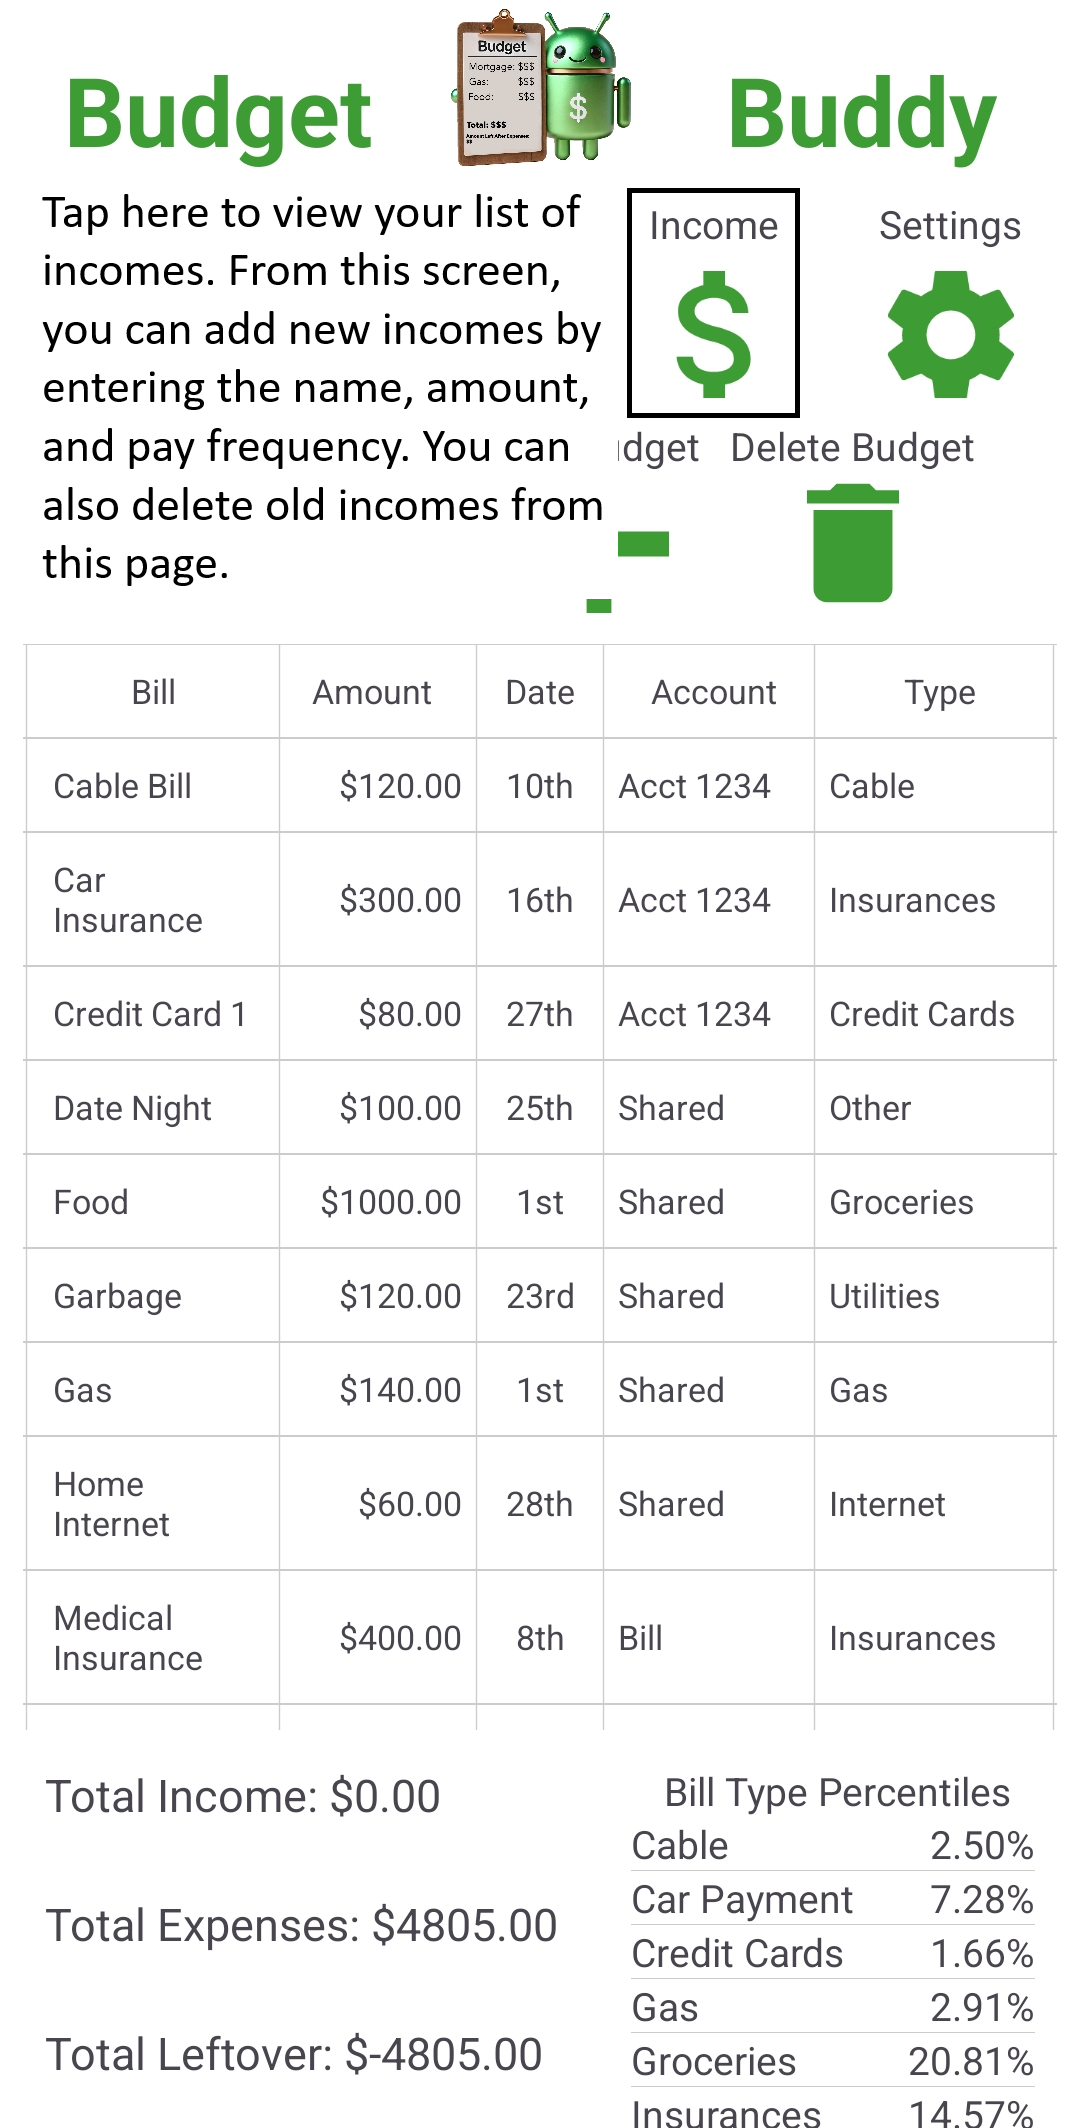 Budget
Budget
Mortgage: $$$
Gas: $$$
Food: $$$
Total: $$$
Amount Left After Expenses:
$$
$
Buddy
Tap here to view your list of
incomes. From this screen,
you can add new incomes by
entering the name, amount,
and pay frequency. You can
also delete old incomes from
this page.
Income
$
Settings
dget
Delete Budget
Bill Amount Date Account Type
Cable Bill $120.00 10th Acct 1234 Cable
Car
Insurance $300.00 16th Acct 1234 Insurances
Credit Card 1 $80.00 27th Acct 1234 Credit Cards
Date Night $100.00 25th Shared Other
Food $1000.00 1st Shared Groceries
Garbage $120.00 23rd Shared Utilities
Gas $140.00 1st Shared Gas
Home
Internet $60.00 28th Shared Internet
Medical
Insurance $400.00 8th Bill Insurances
Total Income: $0.00
Total Expenses: $4805.00
Total Leftover: $-4805.00
Bill Type Percentiles
Cable 2.50%
Car Payment 7.28%
Credit Cards 1.66%
Gas 2.91%
Groceries 20.81%
Insurances 14.57%